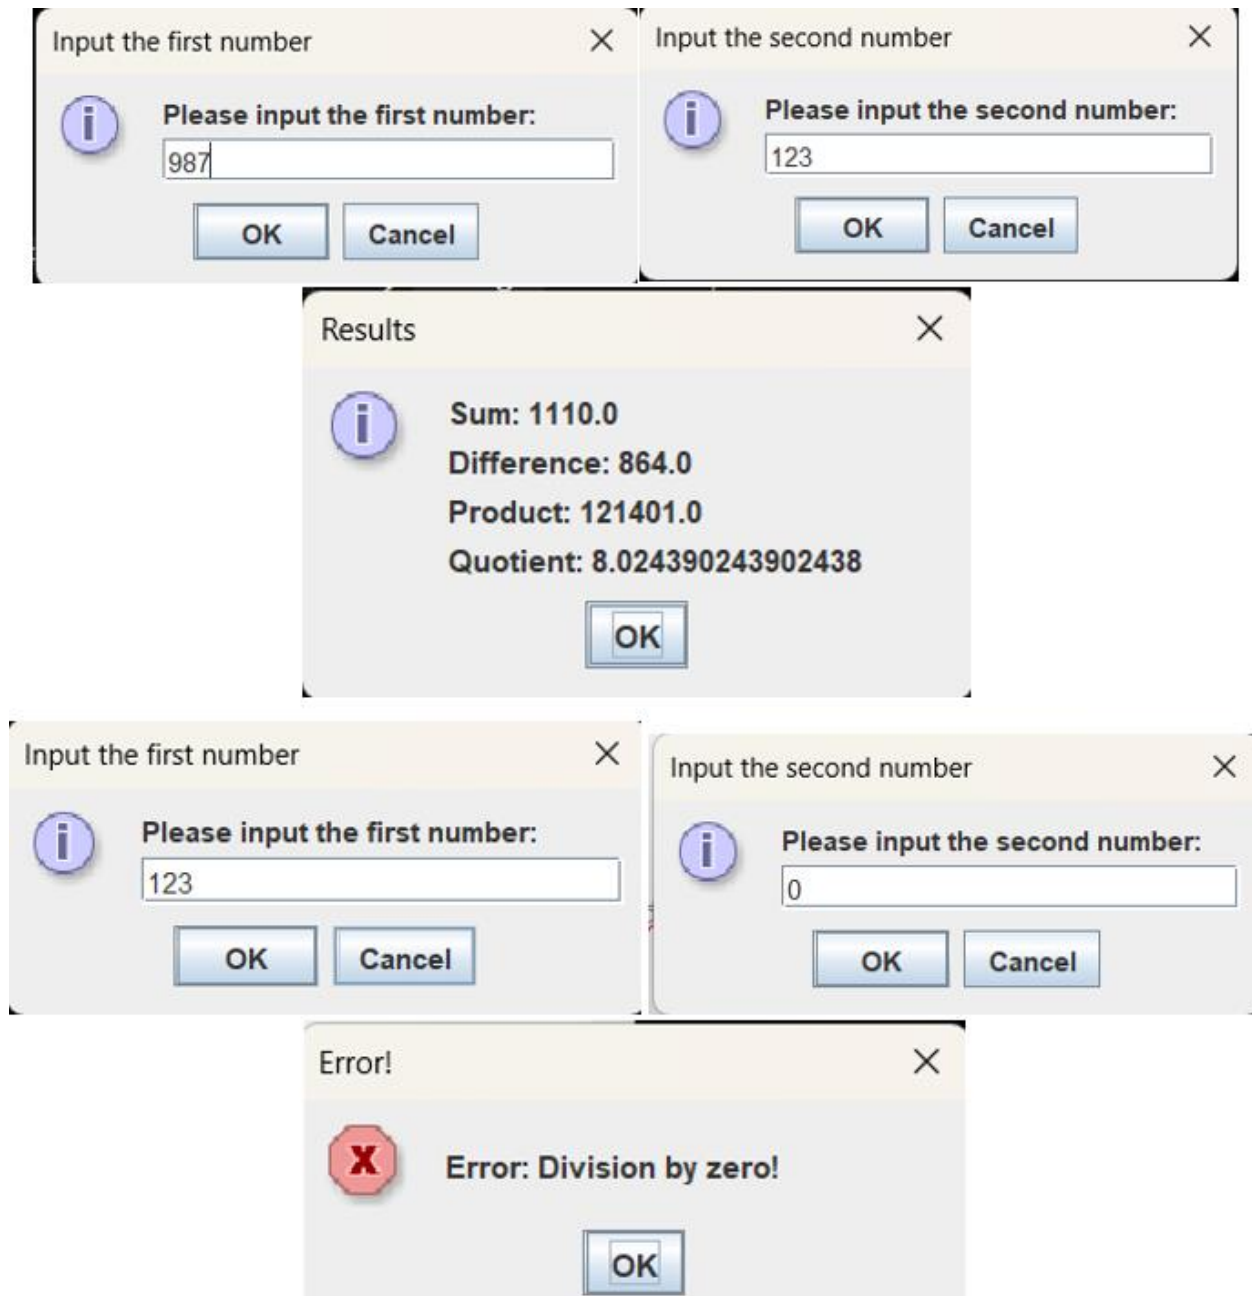 Input the first number
Please input the first number:
987
OK Cancel
Input the second number
Please input the second number:
123
OK Cancel
Results
Sum: 1110.0
Difference: 864.0
Product: 121401.0
Quotient: 8.024390243902438
OK
Input the first number
Please input the first number:
123
OK Cancel
Input the second number
Please input the second number:
0
OK Cancel
Error!
Error: Division by zero!
OK